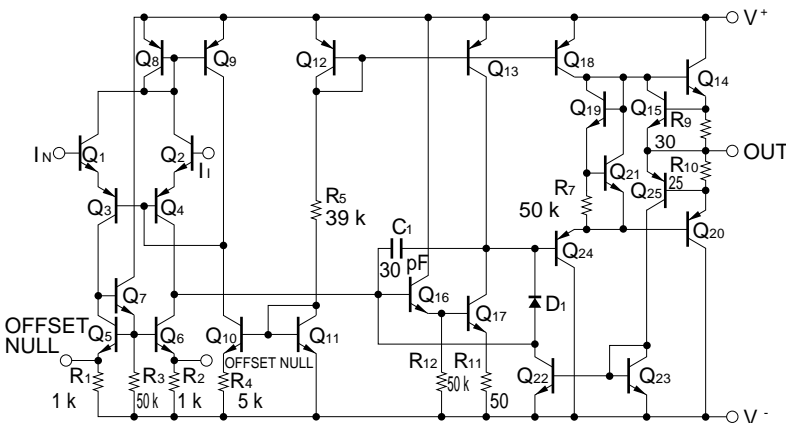 V+
Q8
Q9
Q12
Q13
Q18
Q14
Q19
Q15
R9
30
IN
Q1
Q2
II
OUT
R10
25
Q21
Q25
Q3
Q4
R5
39 k
R7
50 k
C1
30 pF
Q20
Q24
Q7
Q16
D1
Q17
OFFSET
NULL
Q5
Q6
Q10
Q11
OFFSET NULL
R12
50 k
R11
50
Q22
Q23
R1
1 k
R3
50k
R2
1 k
R4
5 k
V-